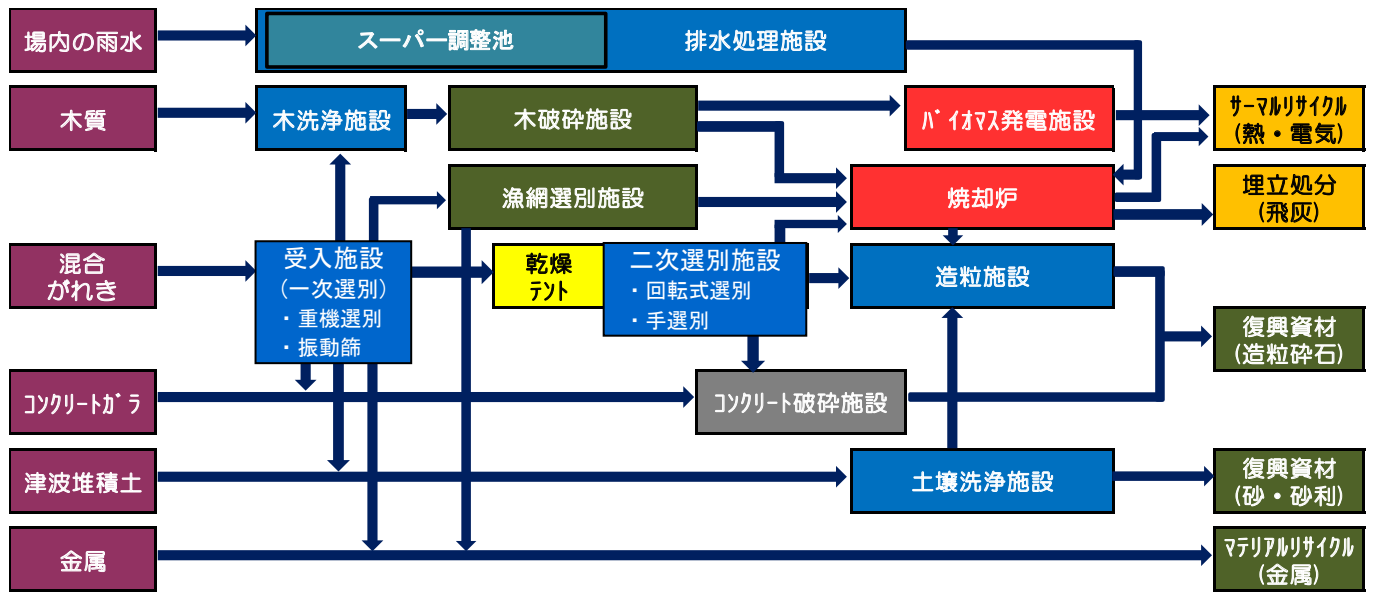 場内の雨水
スーパー調整池
排水処理施設
木質
木洗浄施設
木破砕施設
バイオマス発電施設
サーマルリサイクル
(熱・電気)
漁網選別施設
焼却炉
埋立処分
(飛灰)
混合
がれき
受入施設
(一次選別)
・重機選別
・振動篩
乾燥
テント
二次選別施設
・回転式選別
・手選別
造粒施設
復興資材
(造粒砕石)
コンクリートガラ
コンクリート破砕施設
津波堆積土
土壌洗浄施設
復興資材
(砂・砂利)
金属
マテリアルリサイクル
(金属)